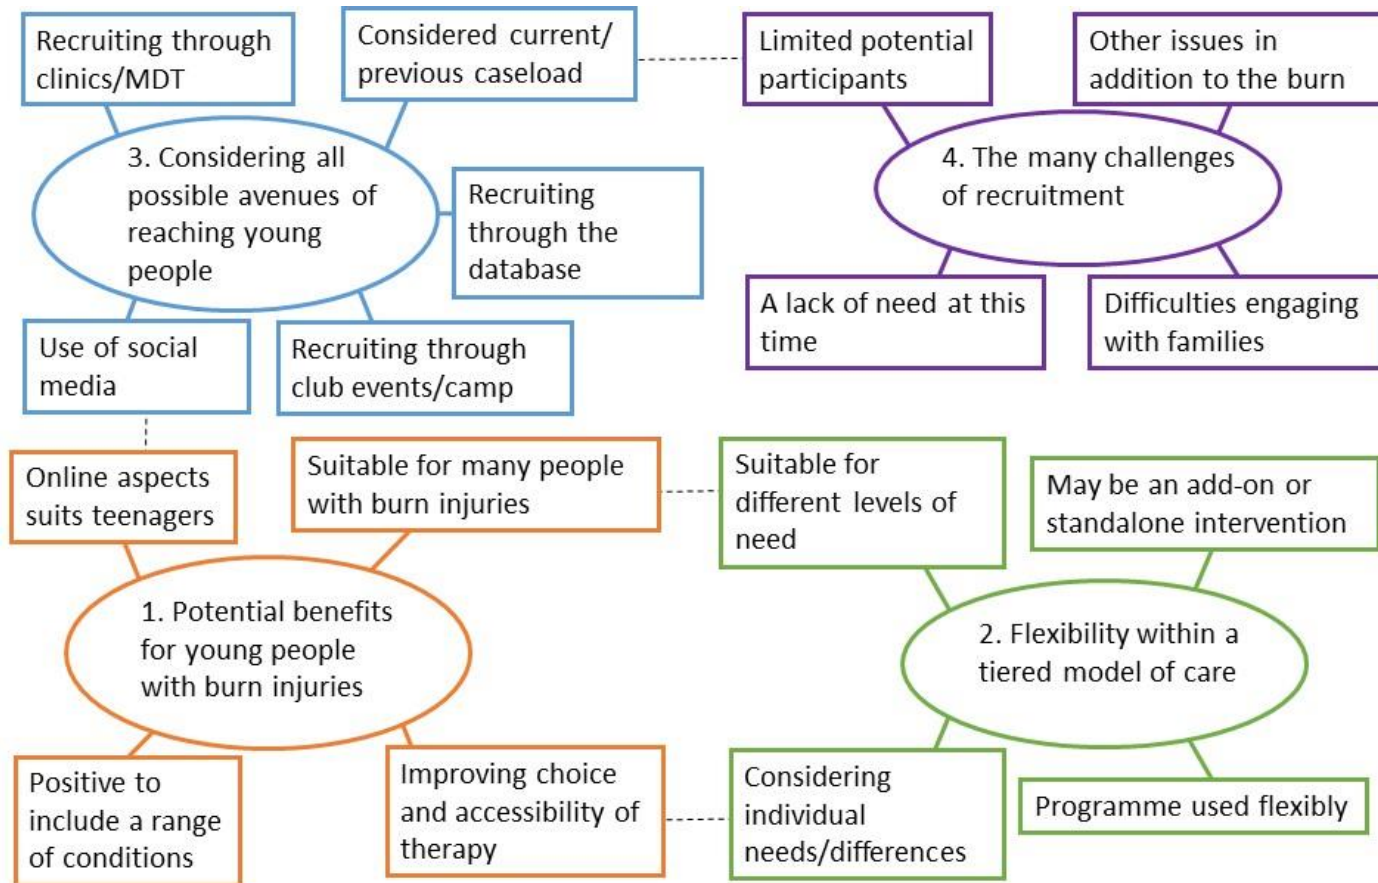 Recruiting through
clinics/MDT
Considered current/
previous caseload
Limited potential
participants
Other issues in
addition to the burn
3. Considering all
possible avenues of
reaching young
people
Recruiting
through the
database
4. The many challenges
of recruitment
Use of social
media
Recruiting through
club events/camp
A lack of need at this
time
Difficulties engaging
with families
Online aspects
suits teenagers
Suitable for many people
with burn injuries
Suitable for
different levels of
need
May be an add-on or
standalone intervention
1. Potential benefits
for young people
with burn injuries
2. Flexibility within a
tiered model of care
Positive to
include a range
of conditions
Improving choice
and accessibility of
therapy
Considering
individual
needs/differences
Programme used flexibly